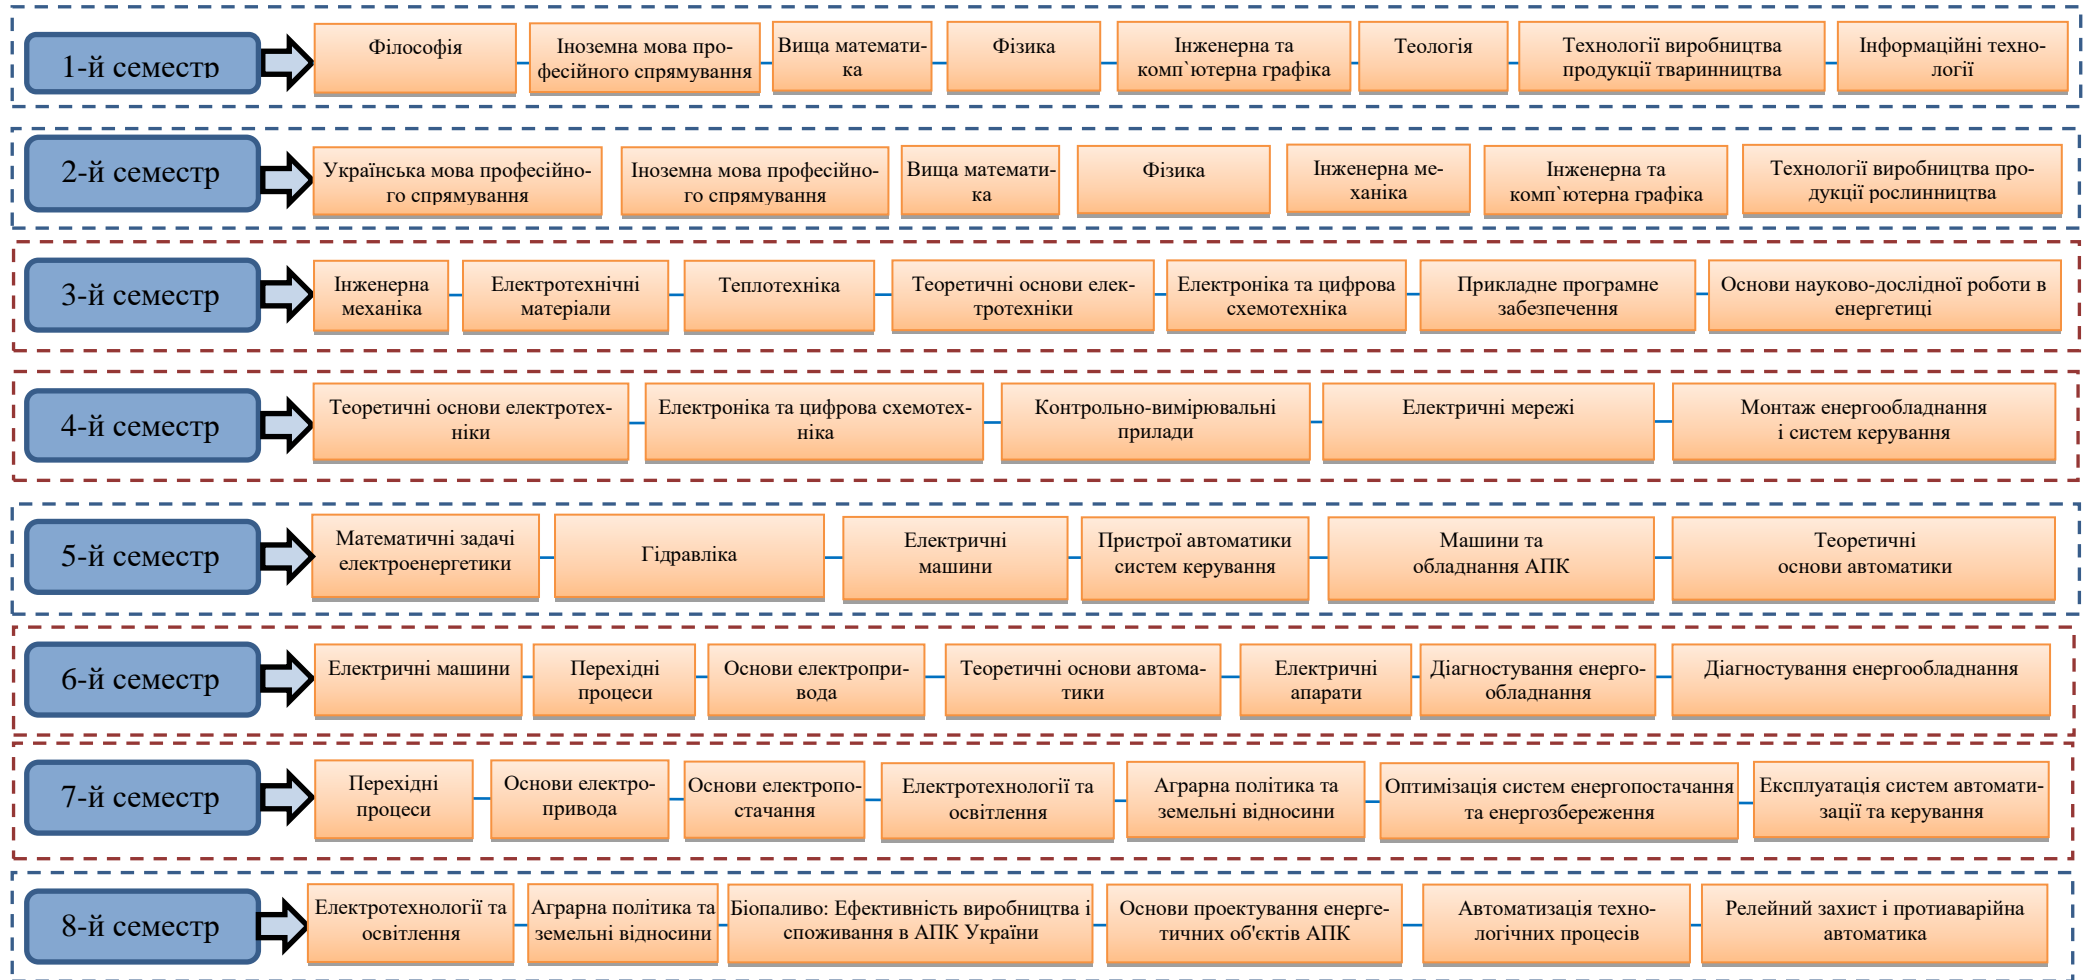 1-й семестр
Філософія
Іноземна мова про-
фесійного спрямування
Вища математи-
ка
Фізика
Інженерна та
комп`ютерна графіка
Теологія
Технології виробництва
продукції тваринництва
Інформаційні техно-
логії
2-й семестр
Українська мова професійно-
го спрямування
Іноземна мова професійно-
го спрямування
Вища математи-
ка
Фізика
Інженерна ме-
ханіка
Інженерна та
комп`ютерна графіка
Технології виробництва про-
дукції рослинництва
3-й семестр
Інженерна
механіка
Електротехнічні
матеріали
Теплотехніка
Теоретичні основи елек-
тротехніки
Електроніка та цифрова
схемотехніка
Прикладне програмне
забезпечення
Основи науково-дослідної роботи в
енергетиці
4-й семестр
Теоретичні основи електротех-
ніки
Електроніка та цифрова схемотех-
ніка
Контрольно-вимірювальні
прилади
Електричні мережі
Монтаж енергообладнання
і систем керування
5-й семестр
Математичні задачі
електроенергетики
Гідравліка
Електричні
машини
Пристрої автоматики
систем керування
Машини та
обладнання АПК
Теоретичні
основи автоматики
6-й семестр
Електричні машини
Перехідні
процеси
Основи електропри-
вода
Теоретичні основи автома-
тики
Електричні
апарати
Діагностування енерго-
обладнання
Діагностування енергообладнання
7-й семестр
Перехідні
процеси
Основи електро-
привода
Основи електропо-
стачання
Електротехнології та
освітлення
Аграрна політика та
земельні відносини
Оптимізація систем енергопостачання
та енергозбереження
Експлуатація систем автомати-
зації та керування
8-й семестр
Електротехнології та
освітлення
Аграрна політика та
земельні відносини
Біопаливо: Ефективність виробництва і
споживання в АПК України
Основи проектування енерге-
тичних об'єктів АПК
Автоматизація техно-
логічних процесів
Релейний захист і протиаварійна
автоматика